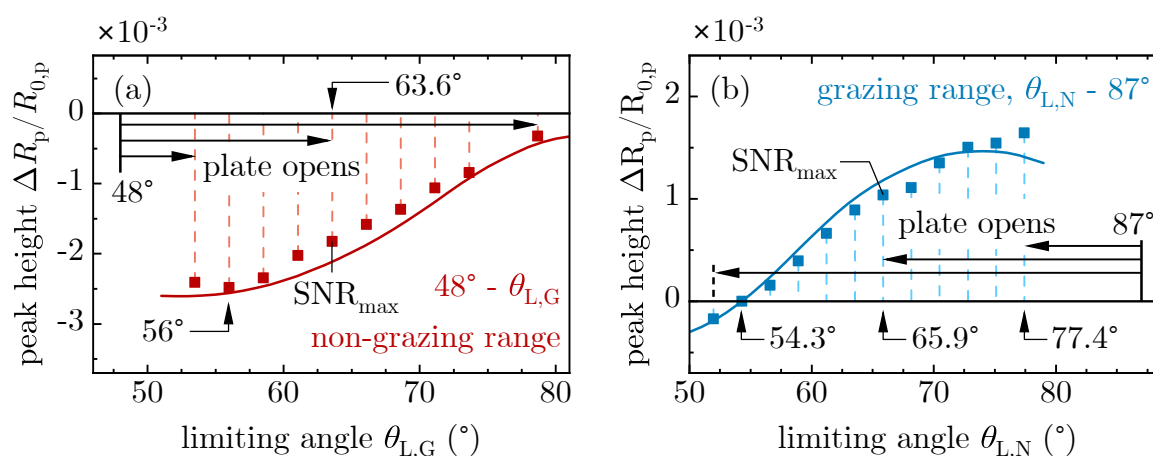 ×10⁻³
(a)
63.6°
0
-1
-2
-3
peak height ΔRₚ/R₀,ₚ
48°
plate opens
SNRmax
56°
48° - θL,G
non-grazing range
50
60
70
80
limiting angle θL,G (°)
×10⁻³
(b)
grazing range, θL,N - 87°
2
1
0
peak height ΔRₚ/R₀,ₚ
SNRmax
plate opens
87°
54.3°
65.9°
77.4°
50
60
70
80
limiting angle θL,N (°)